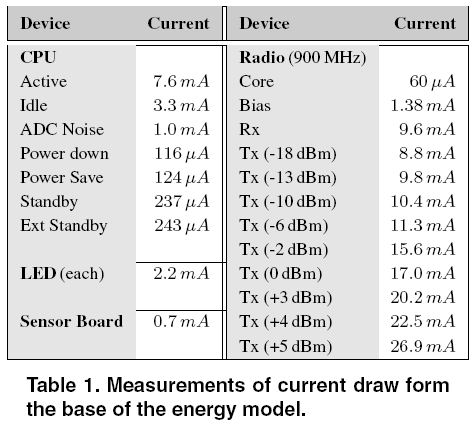 Device Current Device Current
CPU Radio (900 MHz)
Active 7.6 mA Core 60 μA
Idle 3.3 mA Bias 1.38 mA
ADC Noise 1.0 mA Rx 9.6 mA
Power down 116 μA Tx (-18 dBm) 8.8 mA
Power Save 124 μA Tx (-13 dBm) 9.8 mA
Standby 237 μA Tx (-10 dBm) 10.4 mA
Ext Standby 243 μA Tx (-6 dBm) 11.3 mA
Tx (-2 dBm) 15.6 mA
LED (each) 2.2 mA Tx (0 dBm) 17.0 mA
Tx (+3 dBm) 20.2 mA
Sensor Board 0.7 mA Tx (+4 dBm) 22.5 mA
Tx (+5 dBm) 26.9 mA
Table 1. Measurements of current draw form
the base of the energy model.